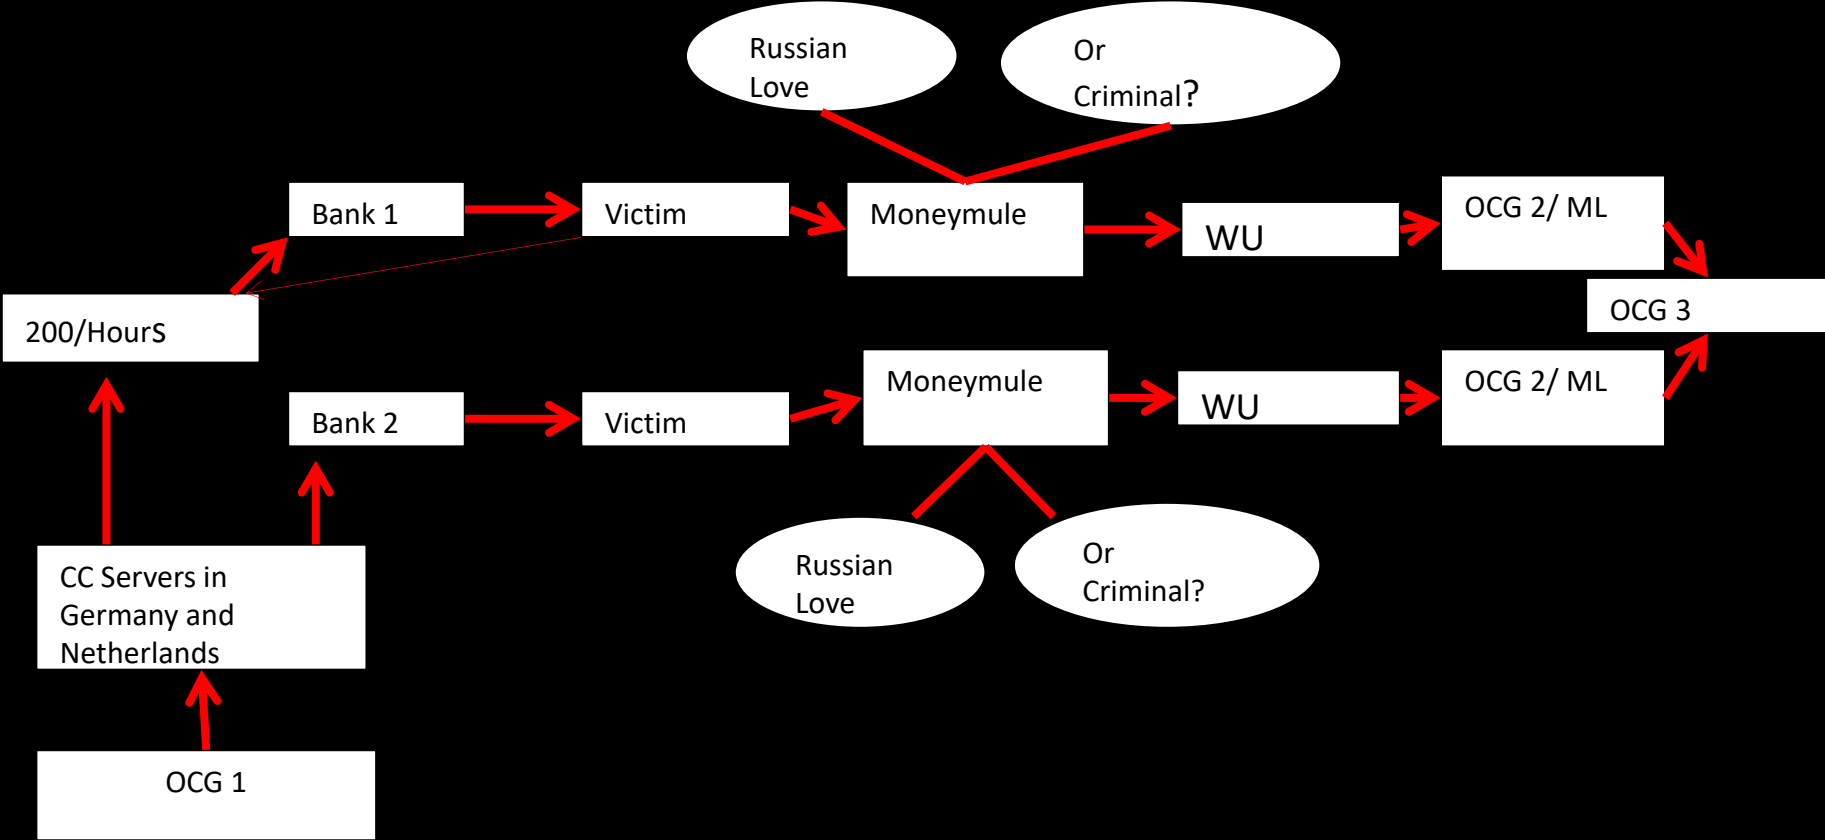 Russian
Love
Or
Criminal?
Bank 1
Victim
Moneymule
WU
OCG 2/ ML
200/Hours
OCG 3
Bank 2
Victim
Moneymule
WU
OCG 2/ ML
Russian
Love
Or
Criminal?
CC Servers in
Germany and
Netherlands
OCG 1